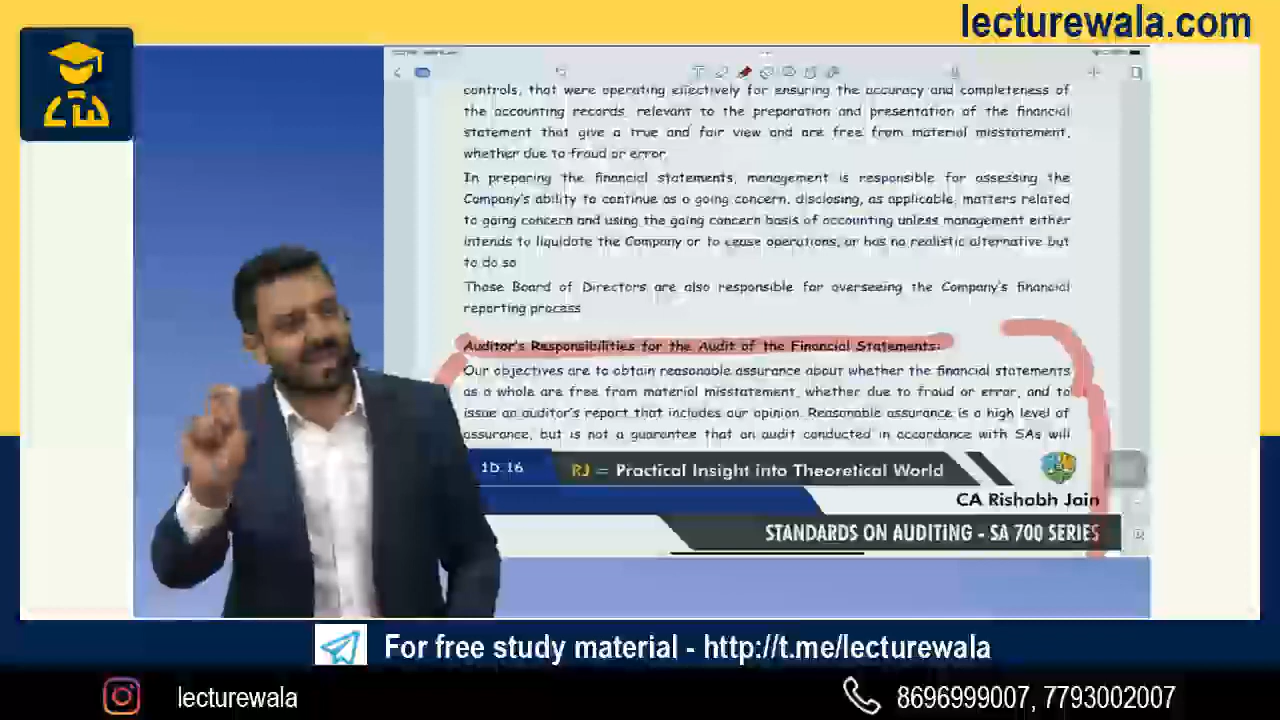 lecturewala.com
controls, that were operating effectively for ensuring the accuracy and completeness of
the accounting records, relevant to the preparation and presentation of the financial
statement that give a true and fair view and are free from material misstatement,
whether due to fraud or error
In preparing the financial statements, management is responsible for assessing the
Company's ability to continue as a going concern, disclosing, as applicable, matters related
to going concern and using the going concern basis of accounting unless management either
intends to liquidate the Company or to cease operations, or has no realistic alternative but
to do so
Those Board of Directors are also responsible for overseeing the Company's financial
reporting process
Auditor's Responsibilities for the Audit of the Financial Statements:
Our objectives are to obtain reasonable assurance about whether the financial statements
as a whole are free from material misstatement, whether due to fraud or error, and to
issue an auditor's report that includes our opinion. Reasonable assurance is a high level of
assurance, but is not a guarantee that an audit conducted in accordance with SAs will
1D.16
RJ = Practical Insight into Theoretical World
CA Rishabh Jain
STANDARDS ON AUDITING - SA 700 SERIES
For free study material - http://t.me/lecturewala
lecturewala
8696999007, 7793002007